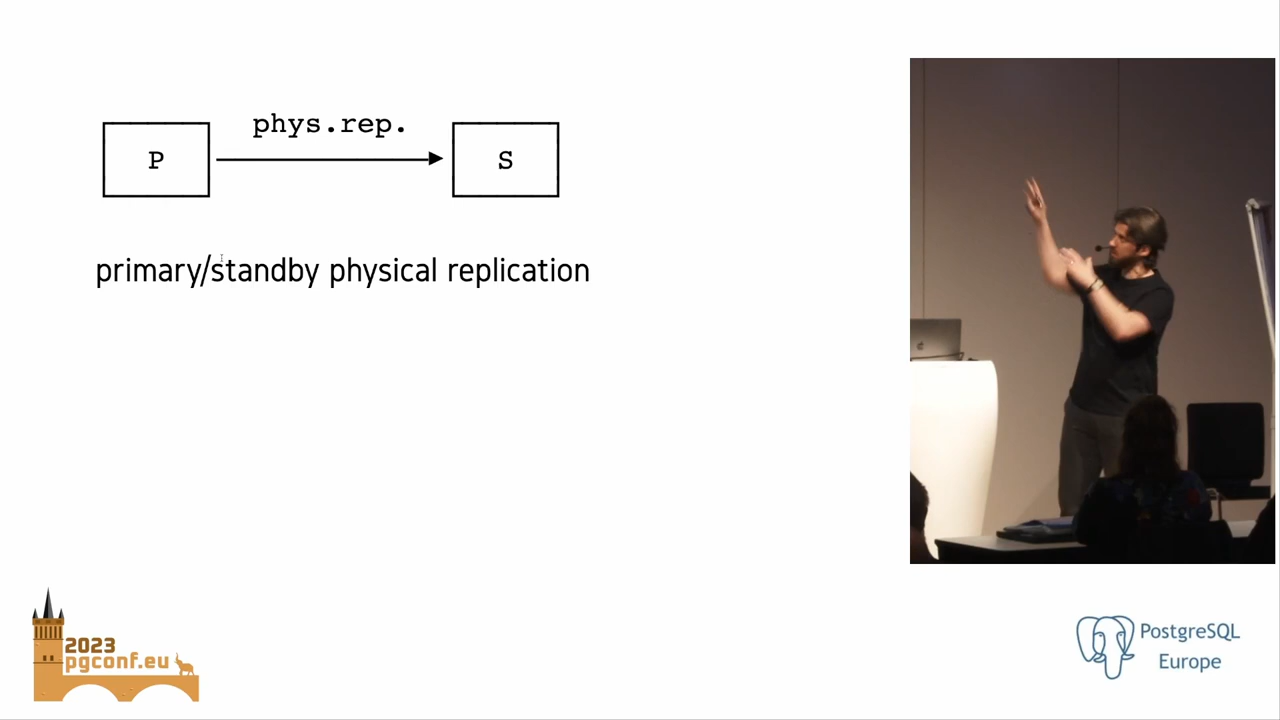 phys.rep.
P
S
primary/standby physical replication
2023
pgconf.eu
PostgreSQL
Europe